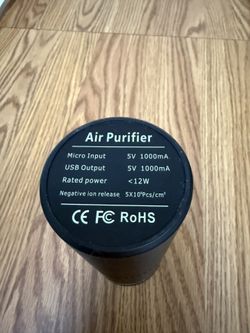 Air Purifier
Micro Input 5V 1000mA
USB Output 5V 1000mA
Rated power <12W
Negative ion release 5X10⁶Pcs/cm³
CE FC RoHS